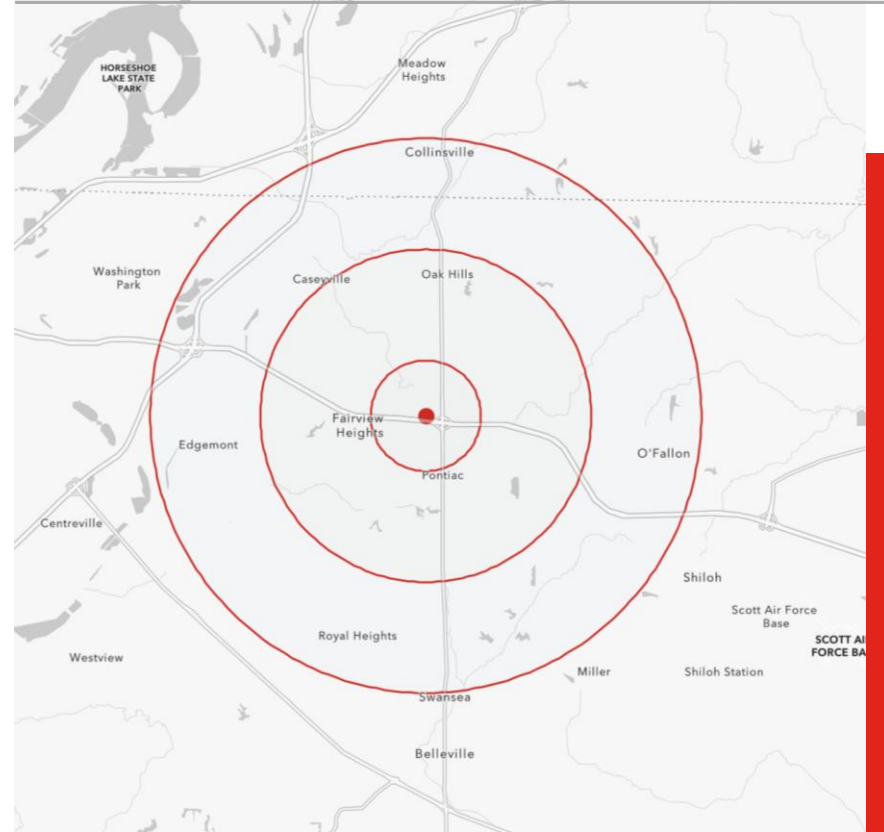 Meadow
Heights
HORSESHOE
LAKE STATE
PARK
Collinsville
Washington
Park
Caseyville
Oak Hills
Fairview
Heights
Edgemont
O'Fallon
Pontiac
Centreville
Shiloh
Scott Air Force
Base
Royal Heights
SCOTT AI
FORCE BA
Westview
Miller
Shiloh Station
Swansea
Belleville